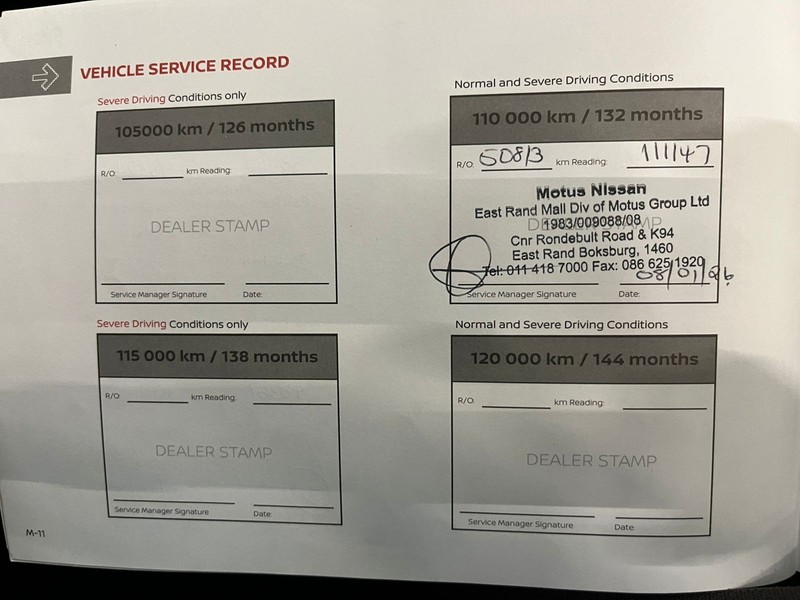 VEHICLE SERVICE RECORD
Severe Driving Conditions only
105000 km / 126 months
R/O: km Reading:
DEALER STAMP
Service Manager Signature Date:
Normal and Severe Driving Conditions
110 000 km / 132 months
R/O: 50813 km Reading: 111147
DEALER STAMP
Motus Nissan
East Rand Mall Div of Motus Group Ltd
1983/009088/08
Cnr Rondebult Road & K94
East Rand Boksburg, 1460
Tel: 011 418 7000 Fax: 086 625 1920
08/01/26
Service Manager Signature Date:
Severe Driving Conditions only
115 000 km / 138 months
R/O: km Reading:
DEALER STAMP
Service Manager Signature Date:
Normal and Severe Driving Conditions
120 000 km / 144 months
R/O: km Reading:
DEALER STAMP
Service Manager Signature Date:
M-11